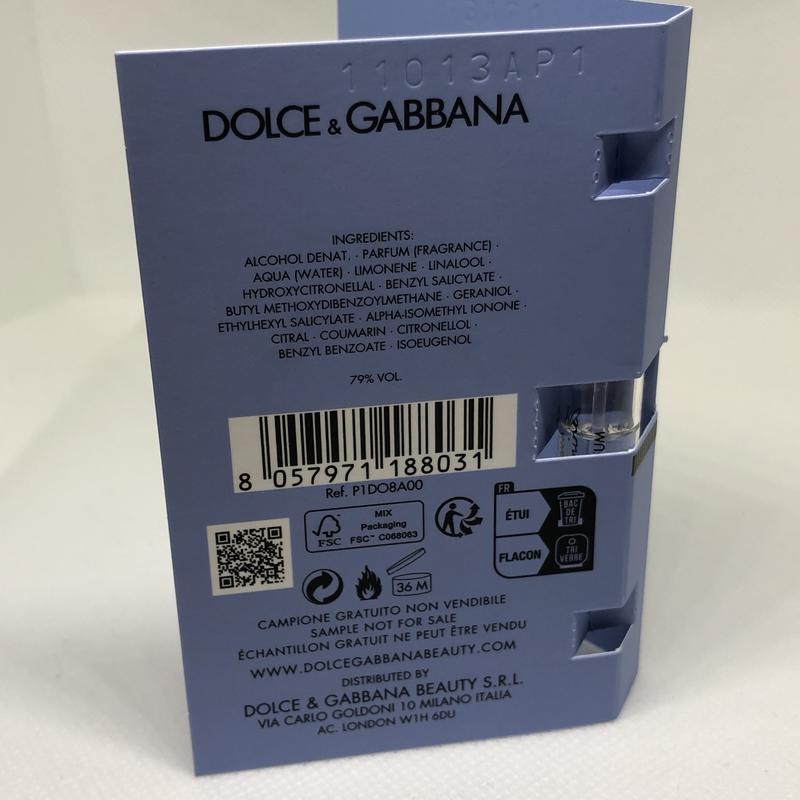 11013AP1
DOLCE & GABBANA
INGREDIENTS:
ALCOHOL DENAT. · PARFUM (FRAGRANCE) ·
AQUA (WATER) · LIMONENE · LINALOOL ·
HYDROXYCITRONELLAL · BENZYL SALICYLATE ·
BUTYL METHOXYDIBENZOYLMETHANE · GERANIOL ·
ETHYLHEXYL SALICYLATE · ALPHA-ISOMETHYL IONONE ·
CITRAL · COUMARIN · CITRONELLOL ·
BENZYL BENZOATE · ISOEUGENOL
79% VOL.
8 057971 188031
Ref. P1DO8A00
FSC
MIX
Packaging
FSC™ C068063
FR
ÉTUI
BAC DE TRI
FLACON
TRI VERRE
36 M
UM
CAMPIONE GRATUITO NON VENDIBILE
SAMPLE NOT FOR SALE
ÉCHANTILLON GRATUIT NE PEUT ÊTRE VENDU
WWW.DOLCEGABBANABEAUTY.COM
DISTRIBUTED BY
DOLCE & GABBANA BEAUTY S.R.L.
VIA CARLO GOLDONI 10 MILANO ITALIA
AC. LONDON W1H 6DU